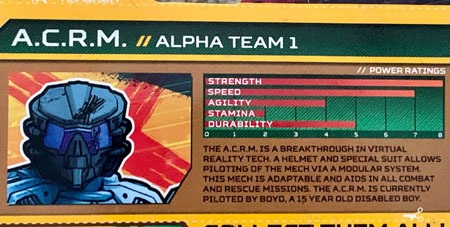 A.C.R.M. // ALPHA TEAM 1
// POWER RATINGS
STRENGTH
SPEED
AGILITY
STAMINA
DURABILITY
0 1 2 3 4 5 6 7 8
THE A.C.R.M. IS A BREAKTHROUGH IN VIRTUAL
REALITY TECH. A HELMET AND SPECIAL SUIT ALLOWS
PILOTING OF THE MECH VIA A MODULAR SYSTEM.
THIS MECH IS ADAPTABLE AND AIDS IN ALL COMBAT
AND RESCUE MISSIONS. THE A.C.R.M. IS CURRENTLY
PILOTED BY BOYD, A 15 YEAR OLD DISABLED BOY.
COLLECT THEM ALL!